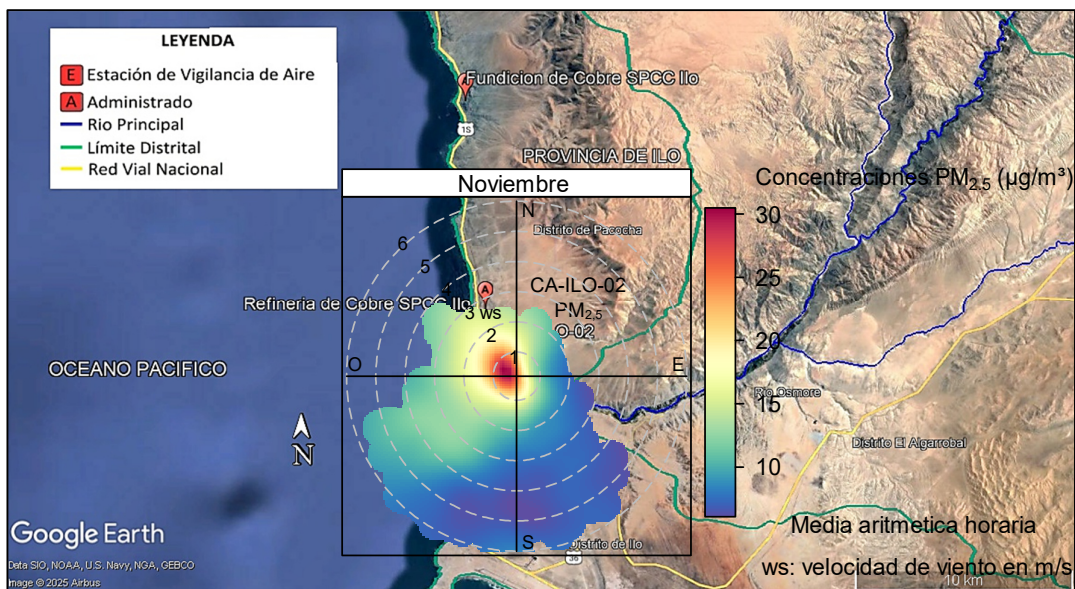 LEYENDA
E Estación de Vigilancia de Aire
A Administrado
Rio Principal
Límite Distrital
Red Vial Nacional
Fundicion de Cobre SPCC Ilo
1S
PROVINCIA DE ILO
Noviembre
Concentraciones PM2.5 (µg/m³)
N
Distrito de Pacocha
6
5
30
25
20
15
10
A
CA-ILO-02
PM2.5
O-02
Refineria de Cobre SPCC Ilo
3 ws
2
1
O
E
OCEANO PACIFICO
Rio Osmore
N
Distrito El Algarrobal
S
Distrito de Ilo
36
Media aritmetica horaria
ws: velocidad de viento en m/s
10 km
Google Earth
Data SIO, NOAA, U.S. Navy, NGA, GEBCO
Image © 2025 Airbus